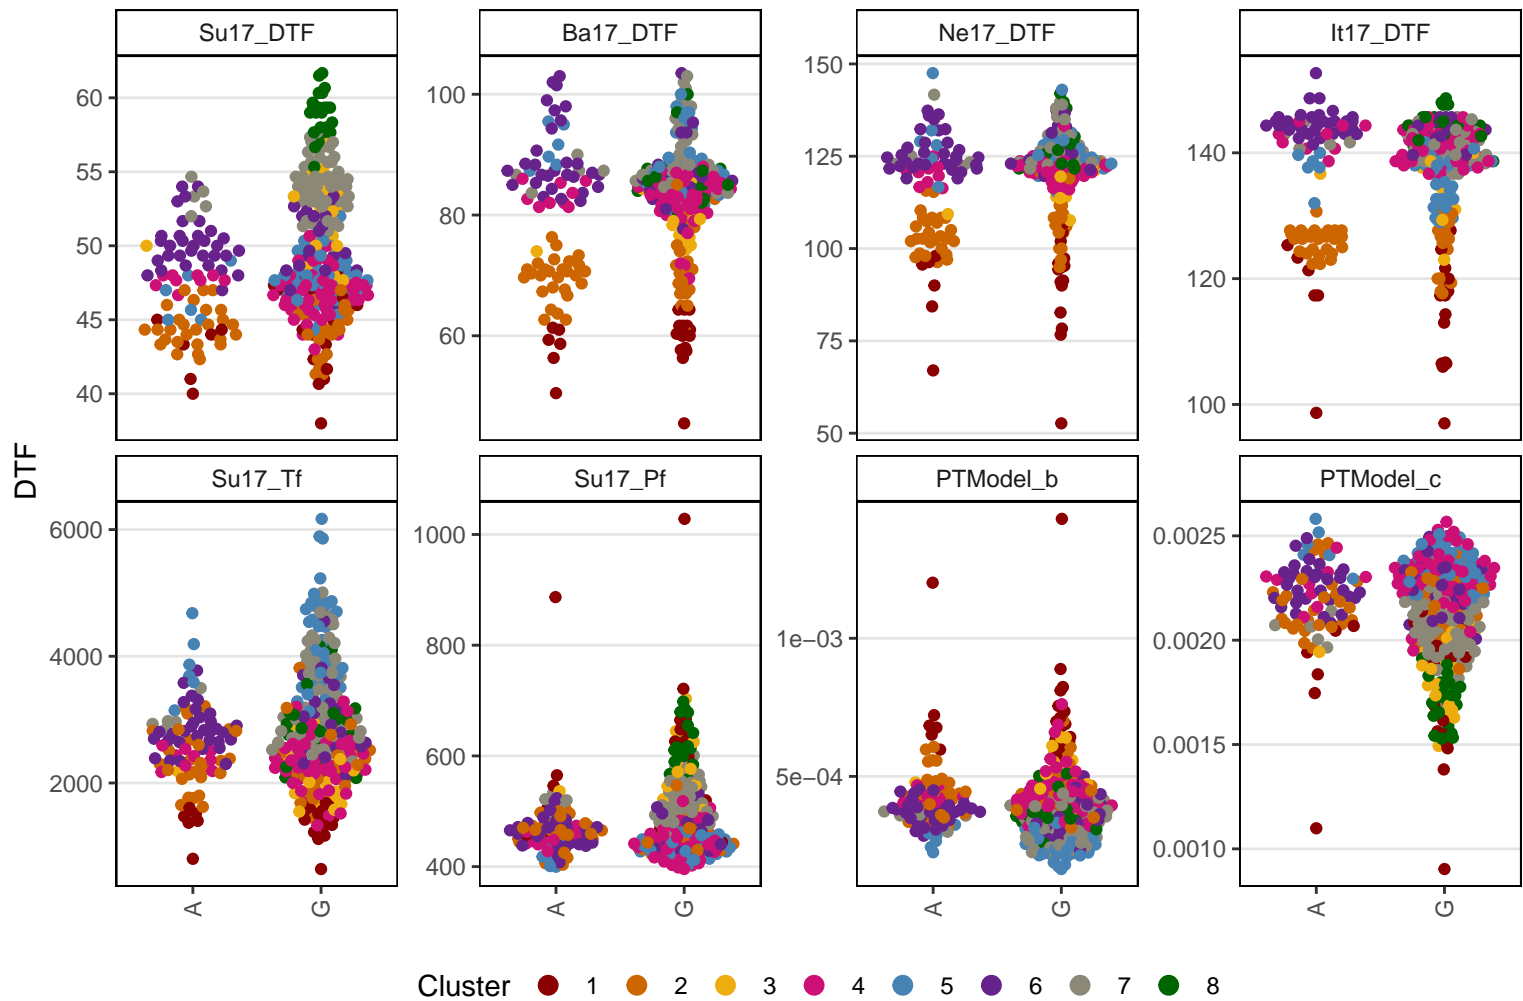 Su17_DTF Ba17_DTF Ne17_DTF It17_DTF
60 55 50 45 40
100 80 60
150 125 100 75 50
140 120 100
DTF
Su17_Tf Su17_Pf PTModel_b PTModel_c
6000 4000 2000
1000 800 600 400
1e−03 5e−04
0.0025 0.0020 0.0015 0.0010
A G A G A G A G
Cluster 1 2 3 4 5 6 7 8